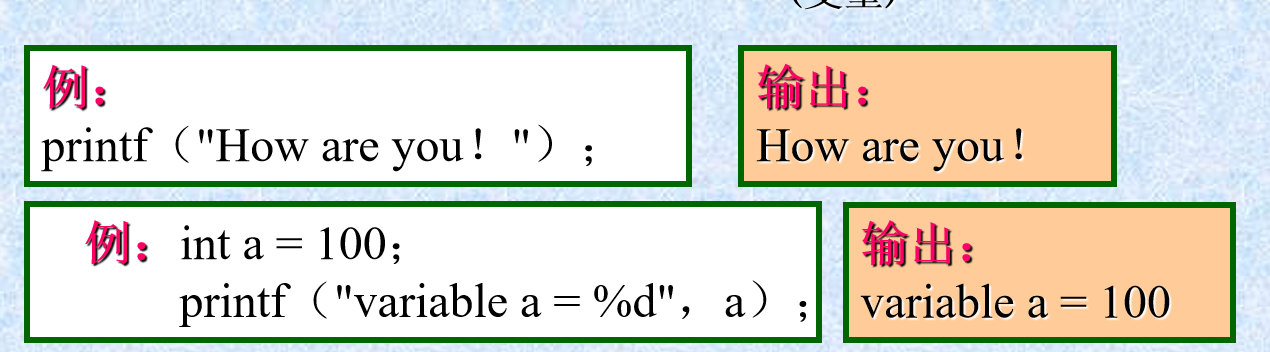 例：
printf（"How are you！ "）；
输出：
How are you！
例：int a = 100；
printf（"variable a = %d"，a）；
输出：
variable a = 100